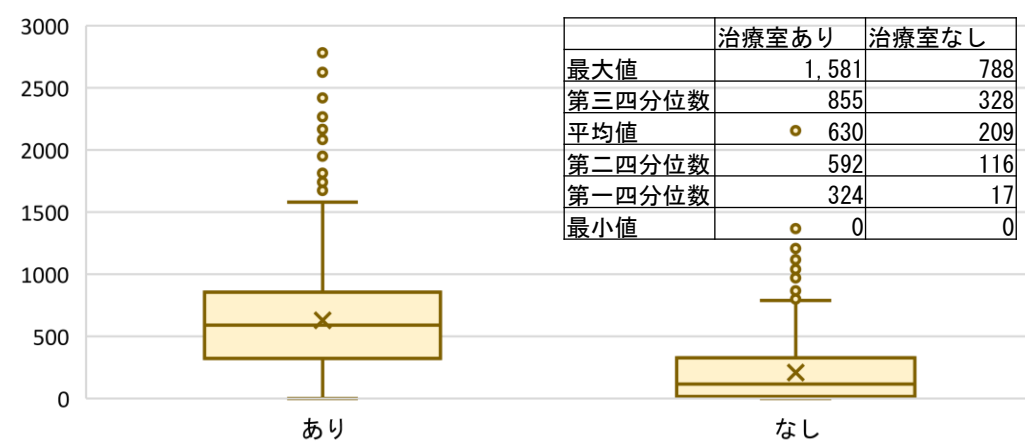 3000
2500
2000
1500
1000
500
0
治療室あり 治療室なし
最大値 1,581 788
第三四分位数 855 328
平均値 630 209
第二四分位数 592 116
第一四分位数 324 17
最小値 0 0
あり なし